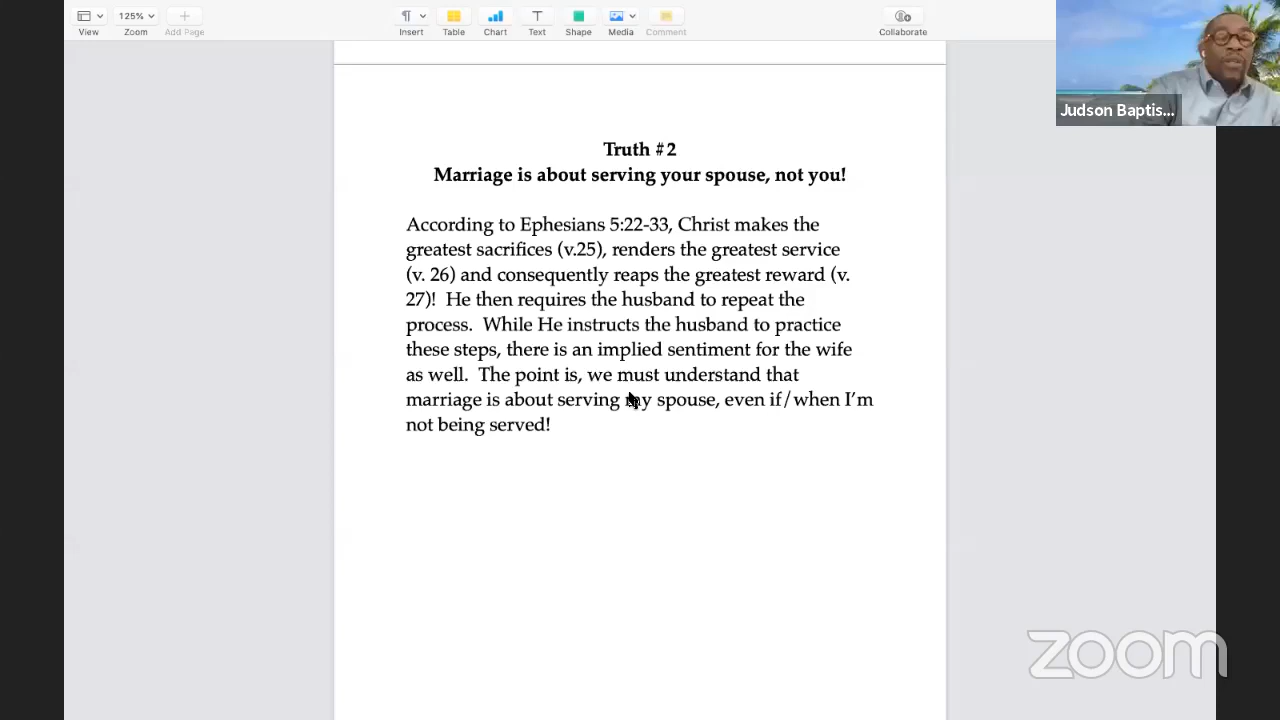 125%
View
Zoom
Add Page
Insert
Table
Chart
Text
Shape
Media
Comment
Collaborate
Judson Baptis...
Truth #2
Marriage is about serving your spouse, not you!
According to Ephesians 5:22-33, Christ makes the
greatest sacrifices (v.25), renders the greatest service
(v. 26) and consequently reaps the greatest reward (v.
27)!  He then requires the husband to repeat the
process.  While He instructs the husband to practice
these steps, there is an implied sentiment for the wife
as well.  The point is, we must understand that
marriage is about serving my spouse, even if/when I’m
not being served!
zoom